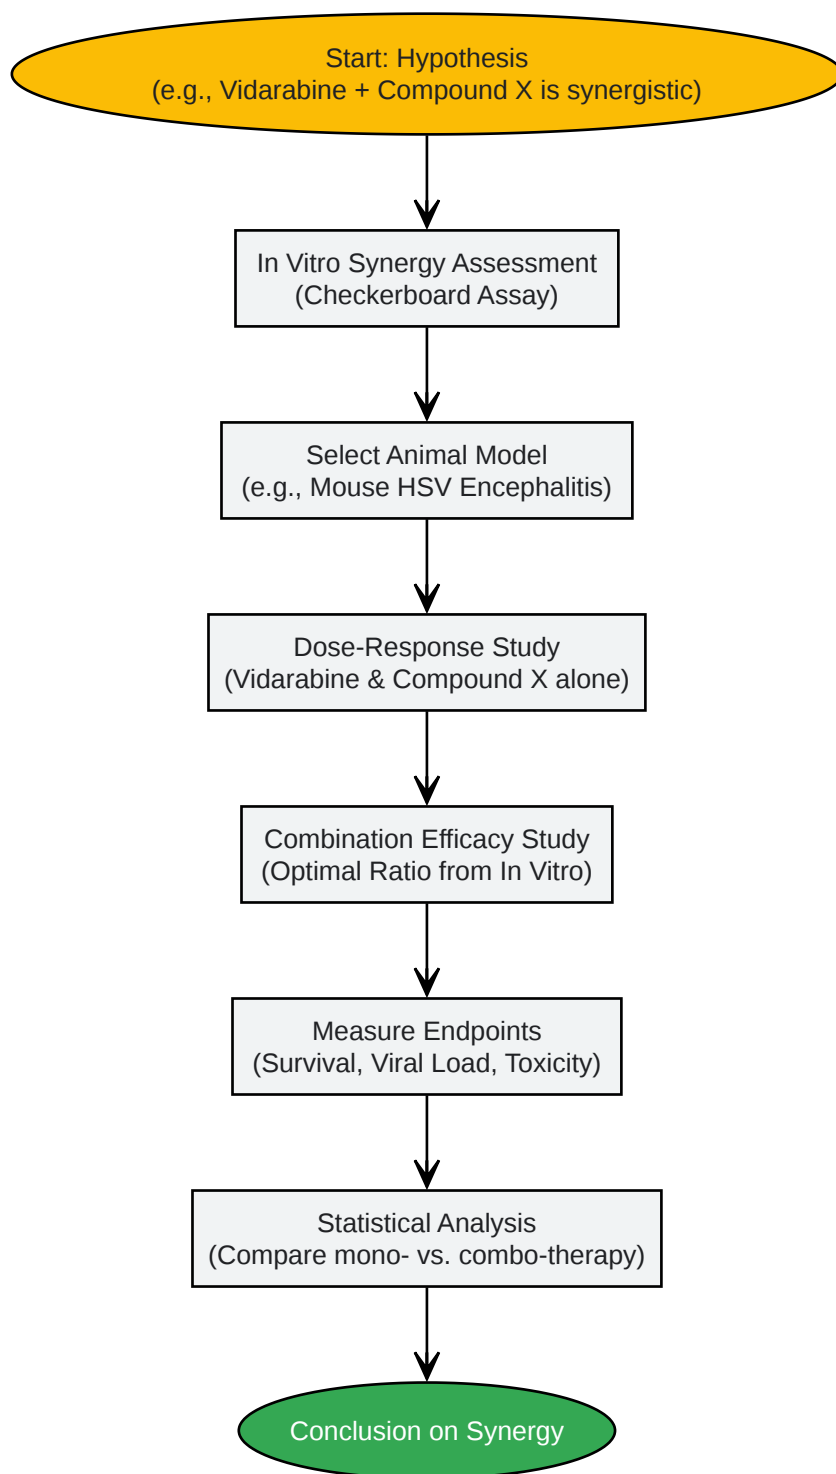 Start: Hypothesis
(e.g., Vidarabine + Compound X is synergistic)
In Vitro Synergy Assessment
(Checkerboard Assay)
Select Animal Model
(e.g., Mouse HSV Encephalitis)
Dose-Response Study
(Vidarabine & Compound X alone)
Combination Efficacy Study
(Optimal Ratio from In Vitro)
Measure Endpoints
(Survival, Viral Load, Toxicity)
Statistical Analysis
(Compare mono- vs. combo-therapy)
Conclusion on Synergy